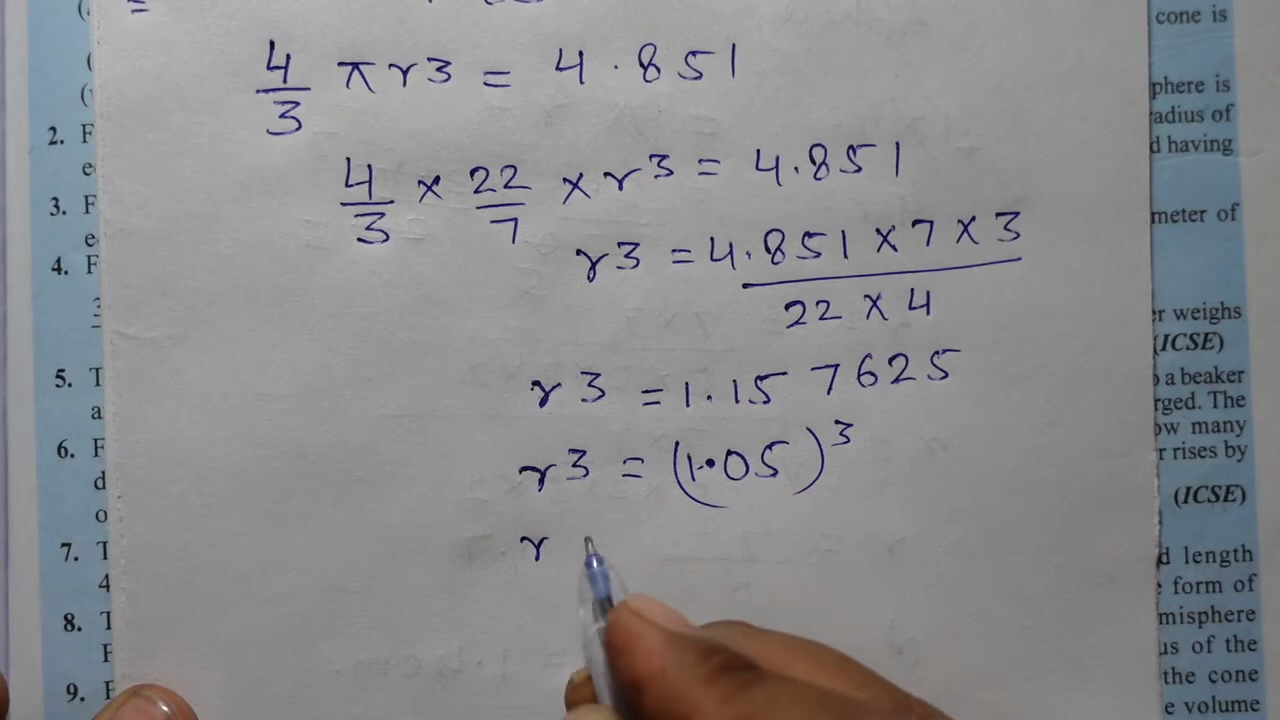 4/3 π r3 = 4.851
4/3 × 22/7 × r3 = 4.851
r3 = 4.851 × 7 × 3 / 22 × 4
r3 = 1.157625
r3 = (1.05)³
r
2. F
3. F
4. F
5. T
a
6. F
d
o
7. T
4
8. T
F
9. F
cone is
phere is
adius of
d having
meter of
er weighs
(ICSE)
a beaker
rged. The
ow many
r rises by
(ICSE)
d length
form of
misphere
us of the
the cone
e volume